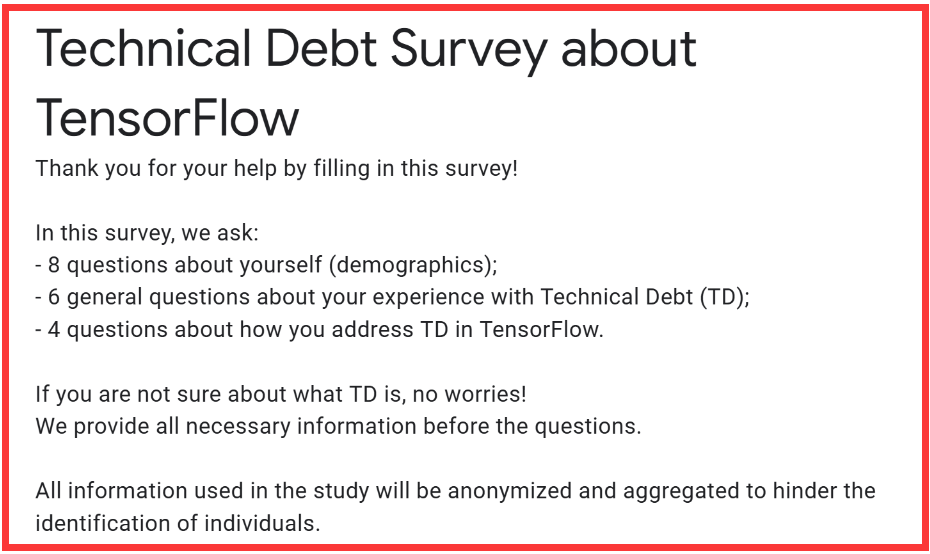 Technical Debt Survey about
TensorFlow
Thank you for your help by filling in this survey!
In this survey, we ask:
- 8 questions about yourself (demographics);
- 6 general questions about your experience with Technical Debt (TD);
- 4 questions about how you address TD in TensorFlow.
If you are not sure about what TD is, no worries!
We provide all necessary information before the questions.
All information used in the study will be anonymized and aggregated to hinder the
identification of individuals.